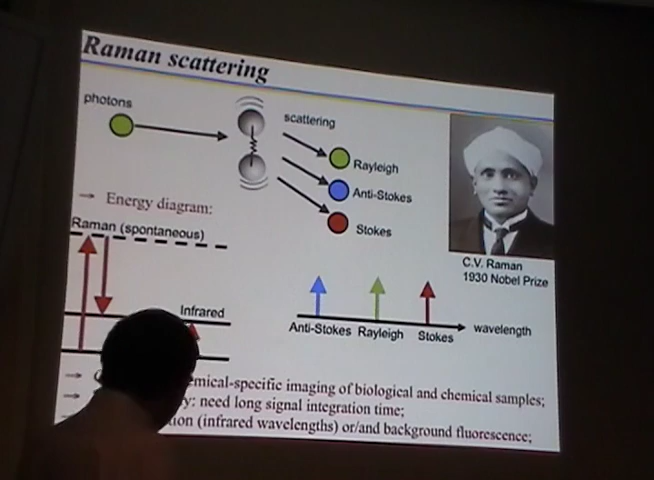 Raman scattering
photons
scattering
Rayleigh
Anti-Stokes
Stokes
→ Energy diagram:
Raman (spontaneous)
Infrared
C.V. Raman
1930 Nobel Prize
Anti-Stokes Rayleigh Stokes
wavelength
→ emical-specific imaging of biological and chemical samples;
→ y: need long signal integration time;
ion (infrared wavelengths) or/and background fluorescence;